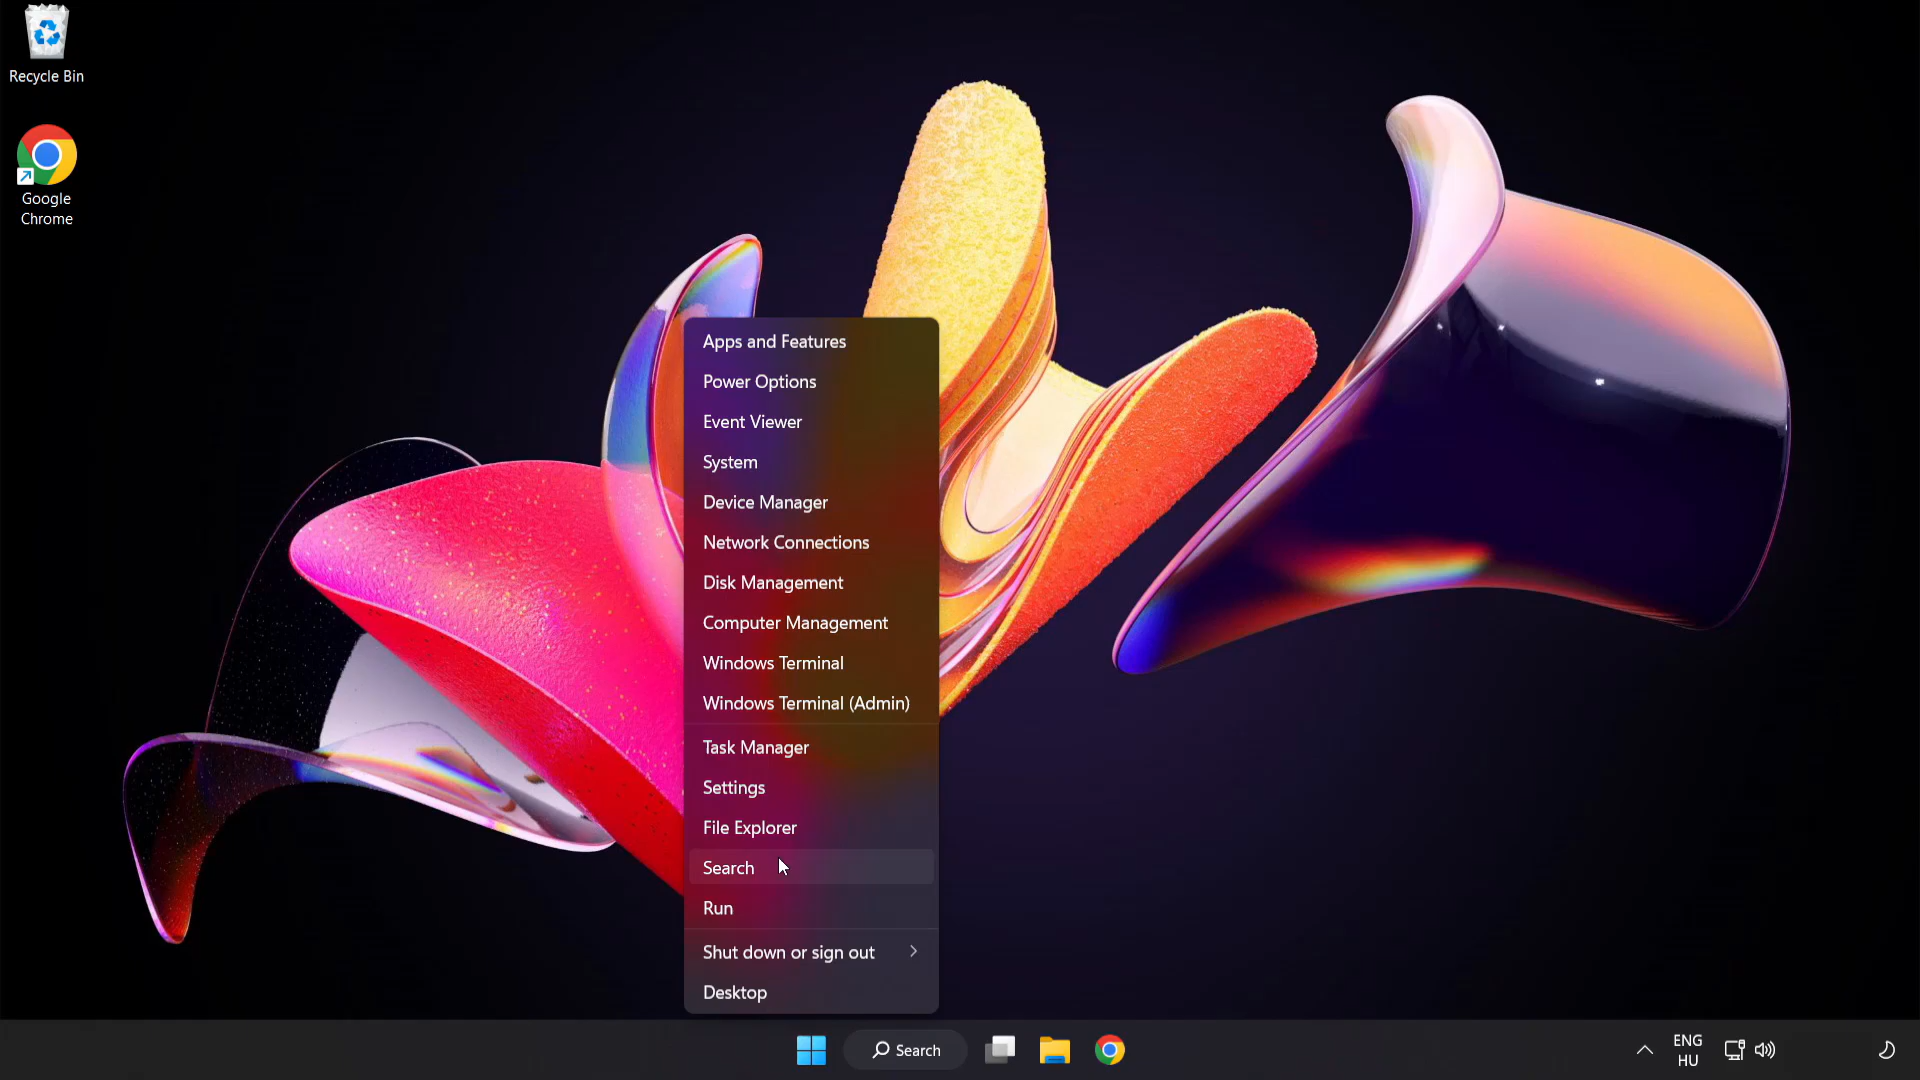 Recycle Bin
Google
Chrome
Apps and Features
Power Options
Event Viewer
System
Device Manager
Network Connections
Disk Management
Computer Management
Windows Terminal
Windows Terminal (Admin)
Task Manager
Settings
File Explorer
Search
Run
Shut down or sign out
Desktop
Search
ENG
HU